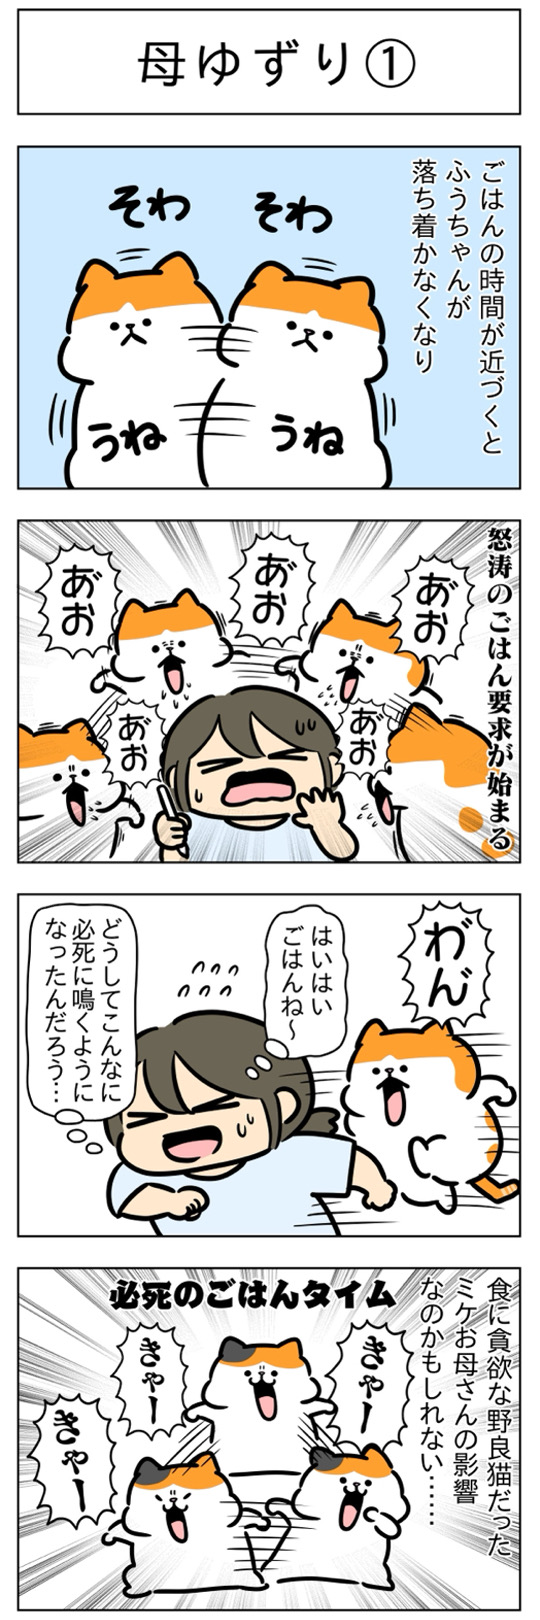 母ゆずり①
ごはんの時間が近づくと
ふうちゃんが
落ち着かなくなり
そわ
そわ
うね
うね
怒涛のごはん要求が始まる
あ゙お
あ゙お
あ゙お
あ゙お
あ゙お
わ゙ん
はいはい
ごはんね～
どうしてこんなに
必死に鳴くように
なったんだろう…
食に貪欲な野良猫だった
ミケお母さんの影響
なのかもしれない……
必死のごはんタイム
きゃー
きゃー
きゃー